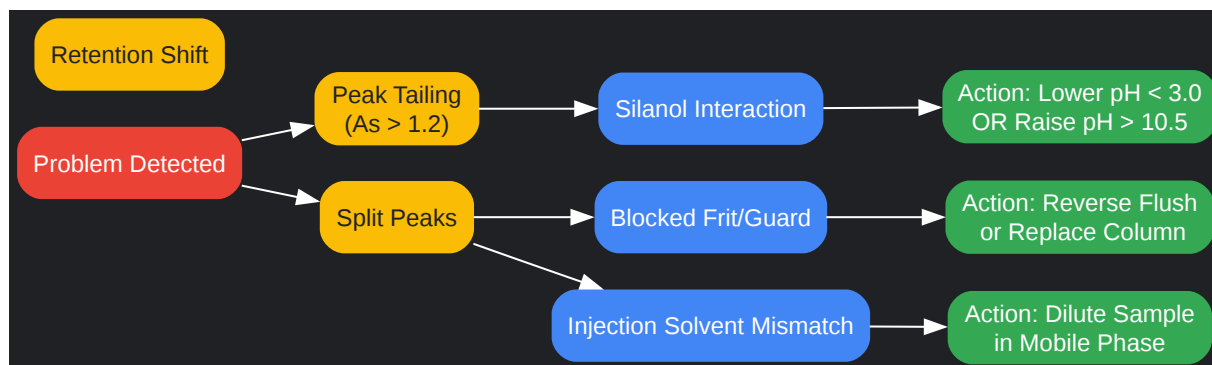 Retention Shift
Problem Detected
Peak Tailing
(As > 1.2)
Silanol Interaction
Action: Lower pH < 3.0
OR Raise pH > 10.5
Split Peaks
Blocked Frit/Guard
Action: Reverse Flush
or Replace Column
Injection Solvent Mismatch
Action: Dilute Sample
in Mobile Phase